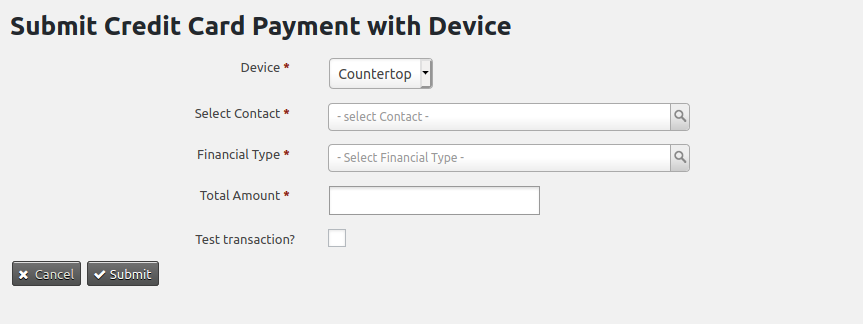 Submit Credit Card Payment with Device
Device *
Countertop
Select Contact *
- select Contact -
Financial Type *
- Select Financial Type -
Total Amount *
Test transaction?
Cancel
Submit